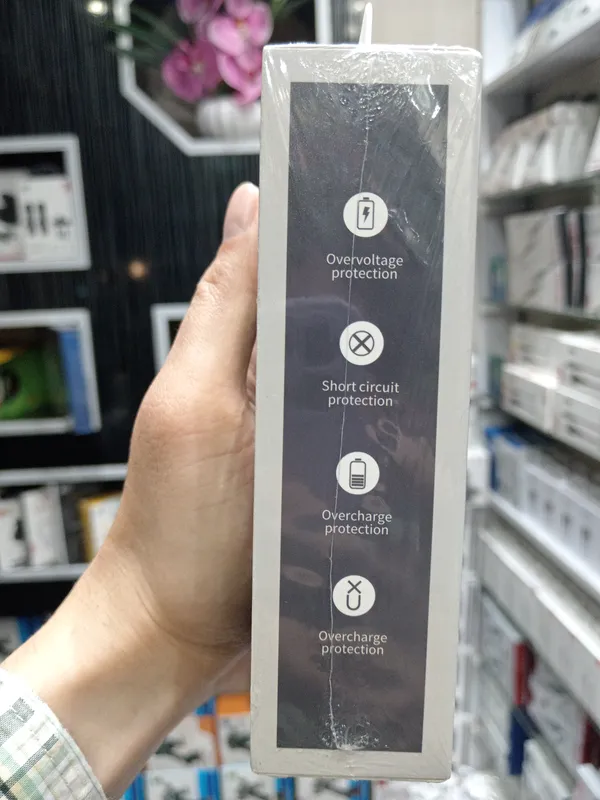 Overvoltage
protection
Short circuit
protection
Overcharge
protection
Overcharge
protection